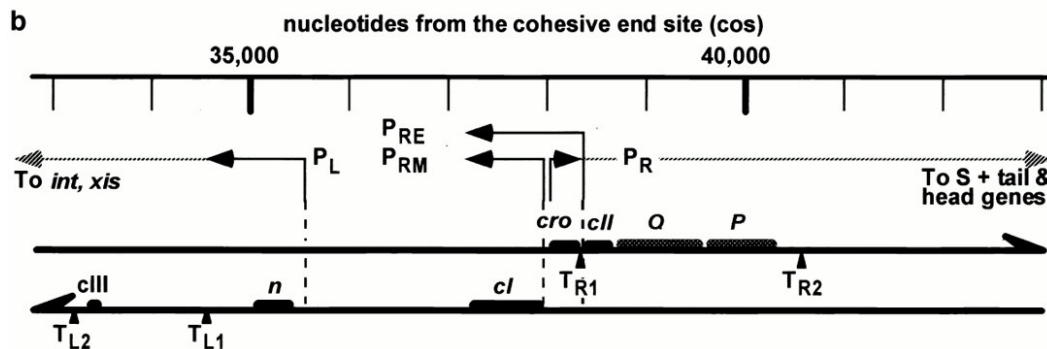 b
nucleotides from the cohesive end site (cos)
35,000 40,000
PRE
PL PRM PR
To int, xis To S + tail &
head genes
cro cII Q P
TR1 TR2
cIII n cI
TL2 TL1